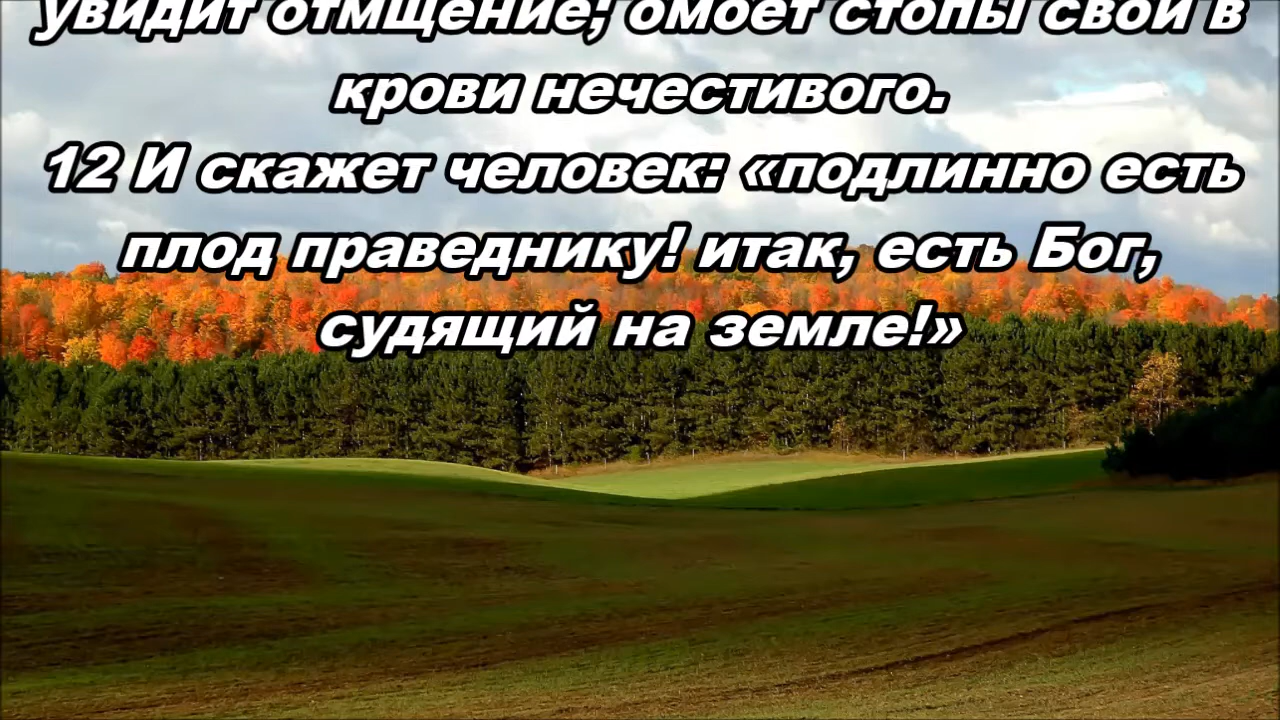 увидит отмщение; омоет стопы свои в
крови нечестивого.
12 И скажет человек: «подлинно есть
плод праведнику! итак, есть Бог,
судящий на земле!»